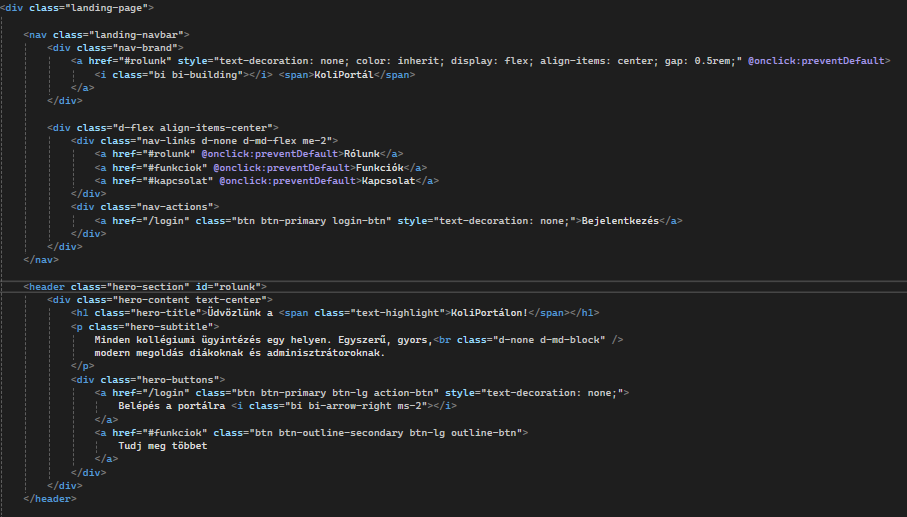 <div class="landing-page">
<nav class="landing-navbar">
<div class="nav-brand">
<a href="#rolunk" style="text-decoration: none; color: inherit; display: flex; align-items: center; gap: 0.5rem;" @onclick:preventDefault>
<i class="bi bi-building"></i> <span>KoliPortál</span>
</a>
</div>
<div class="d-flex align-items-center">
<div class="nav-links d-none d-md-flex me-2">
<a href="#rolunk" @onclick:preventDefault>Rólunk</a>
<a href="#funkciok" @onclick:preventDefault>Funkciók</a>
<a href="#kapcsolat" @onclick:preventDefault>Kapcsolat</a>
</div>
<div class="nav-actions">
<a href="/login" class="btn btn-primary login-btn" style="text-decoration: none;">Bejelentkezés</a>
</div>
</div>
</nav>
<header class="hero-section" id="rolunk">
<div class="hero-content text-center">
<h1 class="hero-title">Üdvözlünk a <span class="text-highlight">KoliPortálon!</span></h1>
<p class="hero-subtitle">
Minden kollégiumi ügyintézés egy helyen. Egyszerű, gyors,<br class="d-none d-md-block" />
modern megoldás diákoknak és adminisztrátoroknak.
</p>
<div class="hero-buttons">
<a href="/login" class="btn btn-primary btn-lg action-btn" style="text-decoration: none;">
Belépés a portálra <i class="bi bi-arrow-right ms-2"></i>
</a>
<a href="#funkciok" class="btn btn-outline-secondary btn-lg outline-btn">
Tudj meg többet
</a>
</div>
</div>
</header>